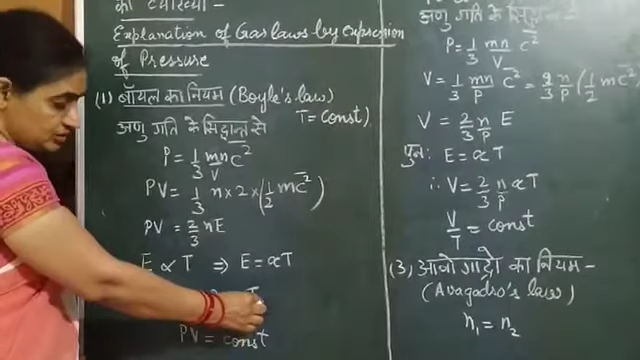 की व्याख्या -
Explanation of Gas laws by expression
of Pressure
(1) बॉयल का नियम (Boyle's law)
अणु गति के सिद्धान्त से T = const)
P = 1/3 mn/V c̄²
PV = 1/3 n × 2 × (1/2 m c̄²)
PV = 2/3 nE
E ∝ T ⇒ E = αT
PV = const
अणु गति के सिद्धान्त से
P = 1/3 mn/V c̄²
V = 1/3 mn/P c̄² = 2/3 n/P (1/2 m c̄²
V = 2/3 n/P E
पुनः E = αT
∴ V = 2/3 n/P αT
V/T = const
(3) आवोगाद्रो का नियम -
(Avagadro's law)
n₁ = n₂